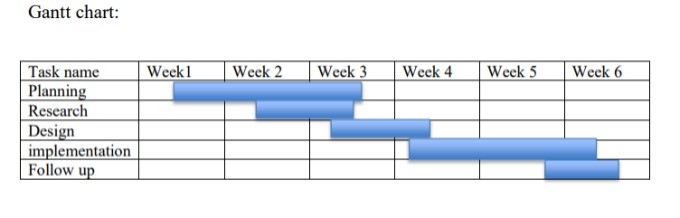 Gantt chart:
Task name Week1 Week 2 Week 3 Week 4 Week 5 Week 6
Planning
Research
Design
implementation
Follow up